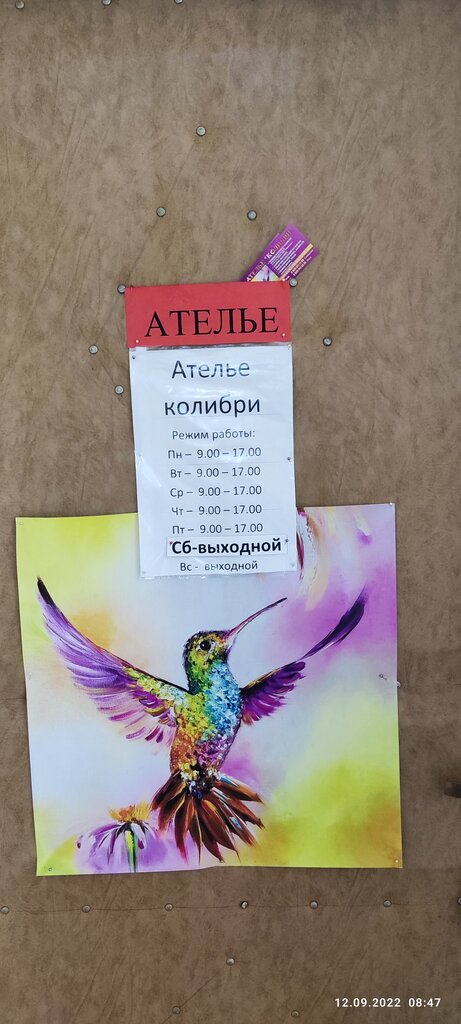 АТЕЛЬЕ
Ателье
колибри
Режим работы:
Пн – 9.00 – 17.00
Вт – 9.00 – 17.00
Ср – 9.00 – 17.00
Чт – 9.00 – 17.00
Пт – 9.00 – 17.00
Сб-выходной
Вс - выходной
12.09.2022 08:47